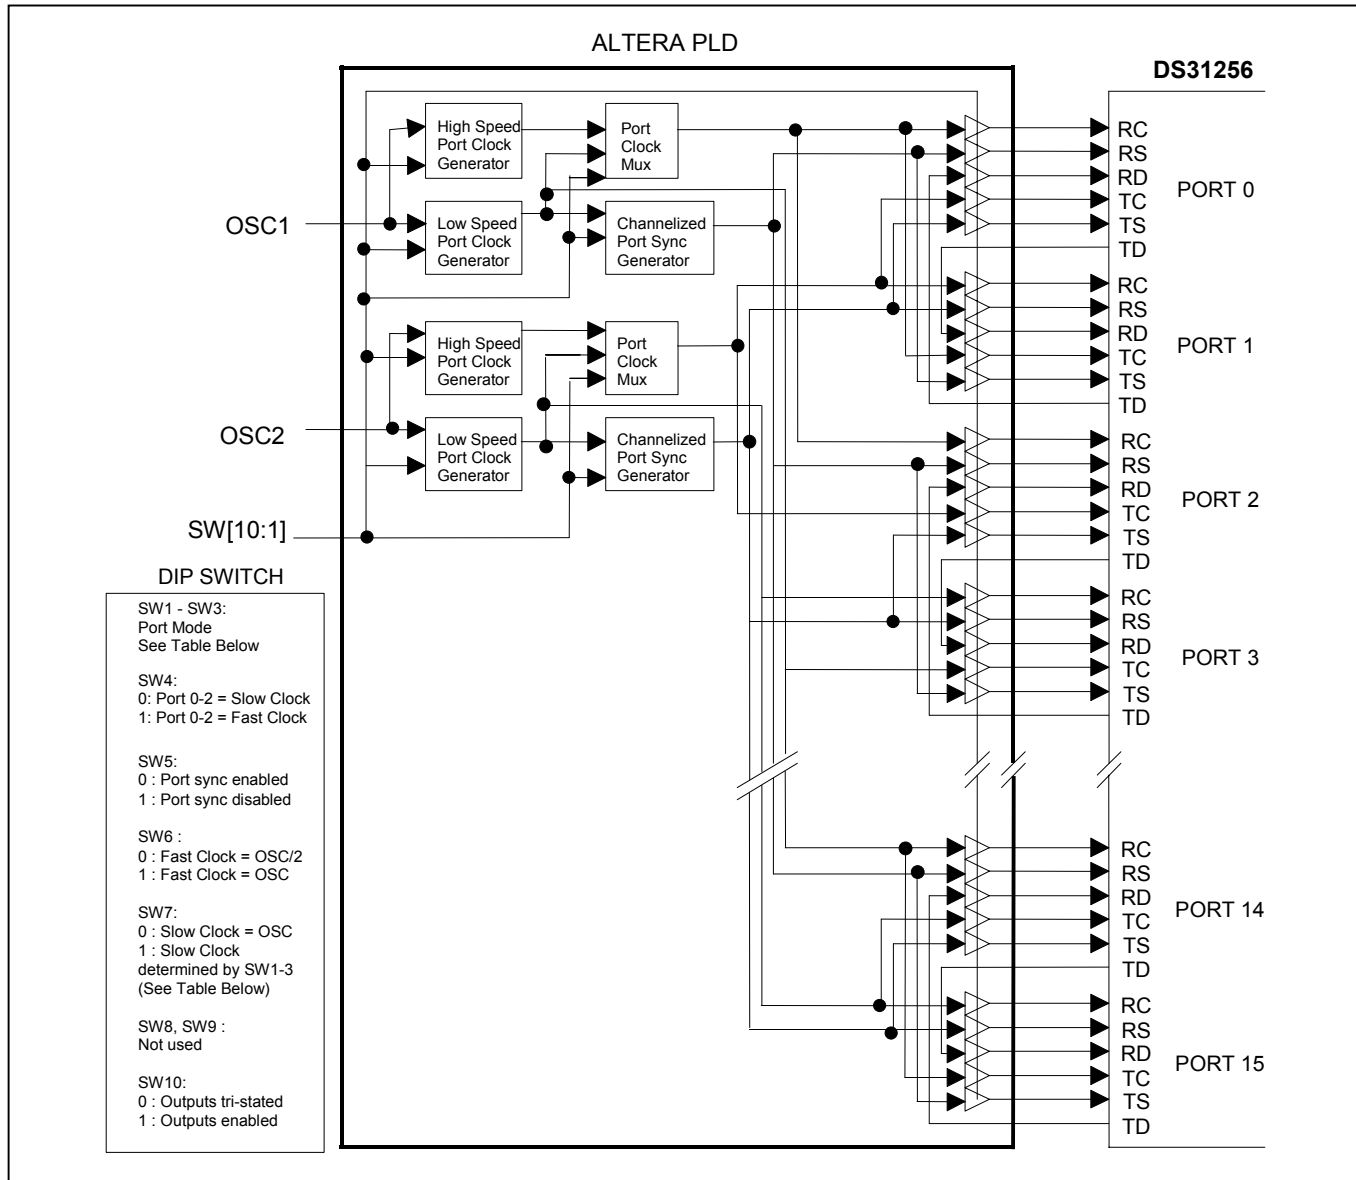 ALTERA PLD
DS31256
High Speed
Port Clock
Generator
Port
Clock
Mux
OSC1
Low Speed
Port Clock
Generator
Channelized
Port Sync
Generator
High Speed
Port Clock
Generator
Port
Clock
Mux
OSC2
Low Speed
Port Clock
Generator
Channelized
Port Sync
Generator
SW[10:1]
RC
RS
RD
TC
TS
TD
PORT 0
RC
RS
RD
TC
TS
TD
PORT 1
RC
RS
RD
TC
TS
TD
PORT 2
RC
RS
RD
TC
TS
TD
PORT 3
RC
RS
RD
TC
TS
TD
PORT 14
RC
RS
RD
TC
TS
TD
PORT 15
DIP SWITCH
SW1 - SW3:
Port Mode
See Table Below
SW4:
0: Port 0-2 = Slow Clock
1: Port 0-2 = Fast Clock
SW5:
0 : Port sync enabled
1 : Port sync disabled
SW6 :
0 : Fast Clock = OSC/2
1 : Fast Clock = OSC
SW7:
0 : Slow Clock = OSC
1 : Slow Clock
determined by SW1-3
(See Table Below)
SW8, SW9 :
Not used
SW10:
0 : Outputs tri-stated
1 : Outputs enabled